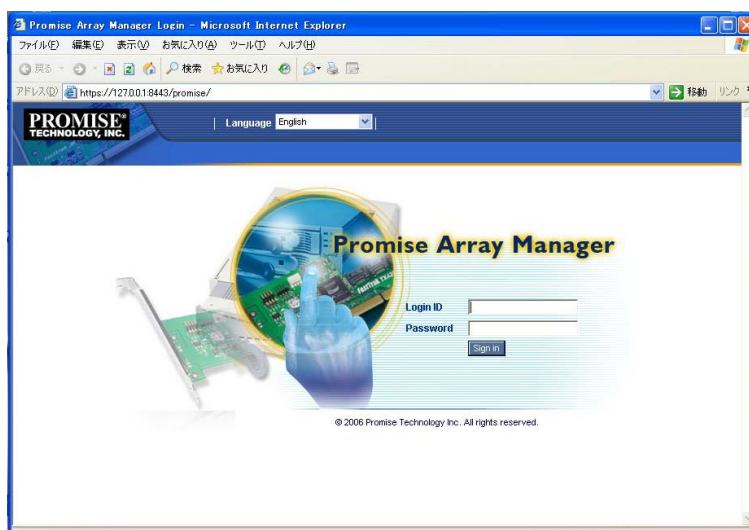 Promise Array Manager Login - Microsoft Internet Explorer
ファイル(F) 編集(E) 表示(V) お気に入り(A) ツール(T) ヘルプ(H)
戻る 検索 お気に入り
アドレス(D) https://127.0.0.1:8443/promise/ 移動 リンク
PROMISE®
TECHNOLOGY, INC.
| Language English |
Promise Array Manager
Login ID
Password
Sign in
© 2006 Promise Technology Inc. All rights reserved.